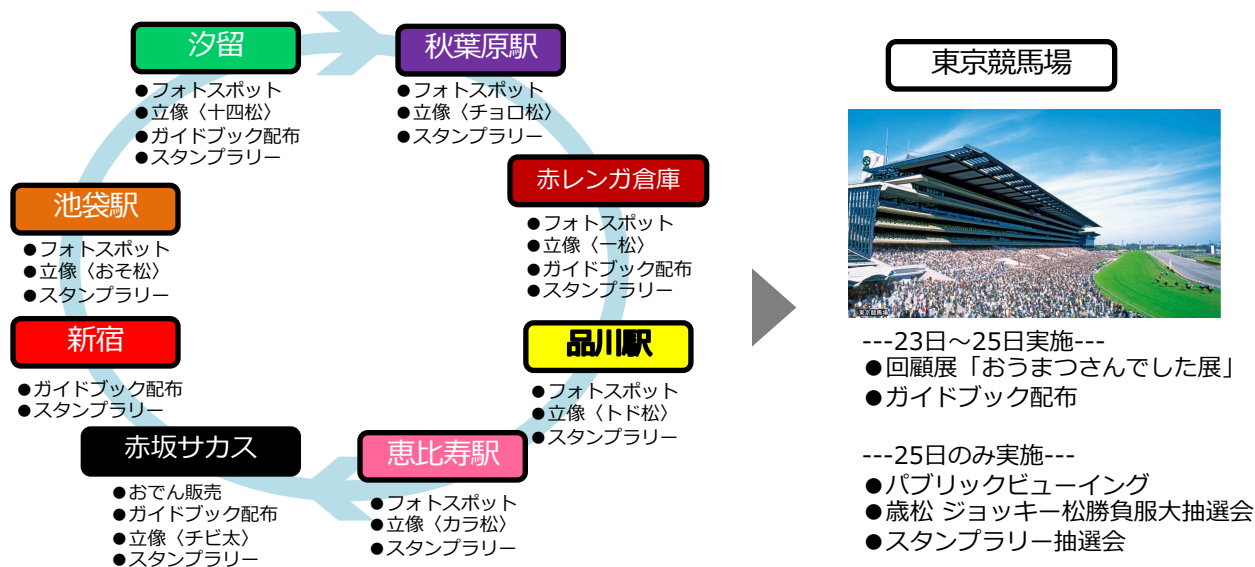 汐留
●フォトスポット
●立像〈十四松〉
●ガイドブック配布
●スタンプラリー
秋葉原駅
●フォトスポット
●立像〈チョロ松〉
●スタンプラリー
赤レンガ倉庫
●フォトスポット
●立像〈一松〉
●ガイドブック配布
●スタンプラリー
品川駅
●フォトスポット
●立像〈トド松〉
●スタンプラリー
恵比寿駅
●フォトスポット
●立像〈カラ松〉
●スタンプラリー
赤坂サカス
●おでん販売
●ガイドブック配布
●立像〈チビ太〉
●スタンプラリー
新宿
●ガイドブック配布
●スタンプラリー
池袋駅
●フォトスポット
●立像〈おそ松〉
●スタンプラリー
東京競馬場
東京競馬場
---23日～25日実施---
●回顧展「おうまつさんでした展」
●ガイドブック配布
---25日のみ実施---
●パブリックビューイング
●歳松 ジョッキー松勝負服大抽選会
●スタンプラリー抽選会